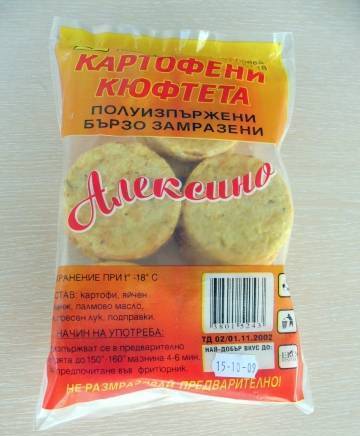 КАРТОФЕНИ
КЮФТЕТА
ПОЛУИЗПЪРЖЕНИ
БЪРЗО ЗАМРАЗЕНИ
Алексино
РАНЕНИЕ ПРИ t° -18° С
СТАВ: картофи, яйчен
палмово масло,
пресен лук, подправки.
НАЧИН НА УПОТРЕБА:
изпържват се в предварително
до 150°-160° мазнина 4-6 мин.
предпочитане във фритюрник.
ТД 02/01.11.2002
НАЙ-ДОБЪР ВКУС ДО:
15-10-09
НЕ РАЗМРАЗЯВАЙ ПРЕДВАРИТЕЛНО!